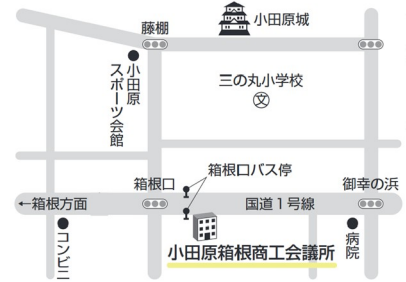 小田原城
藤棚
小田原
スポーツ会館
三の丸小学校
文
箱根口バス停
箱根口
御幸の浜
←箱根方面
国道1号線
コンビニ
病院
小田原箱根商工会議所